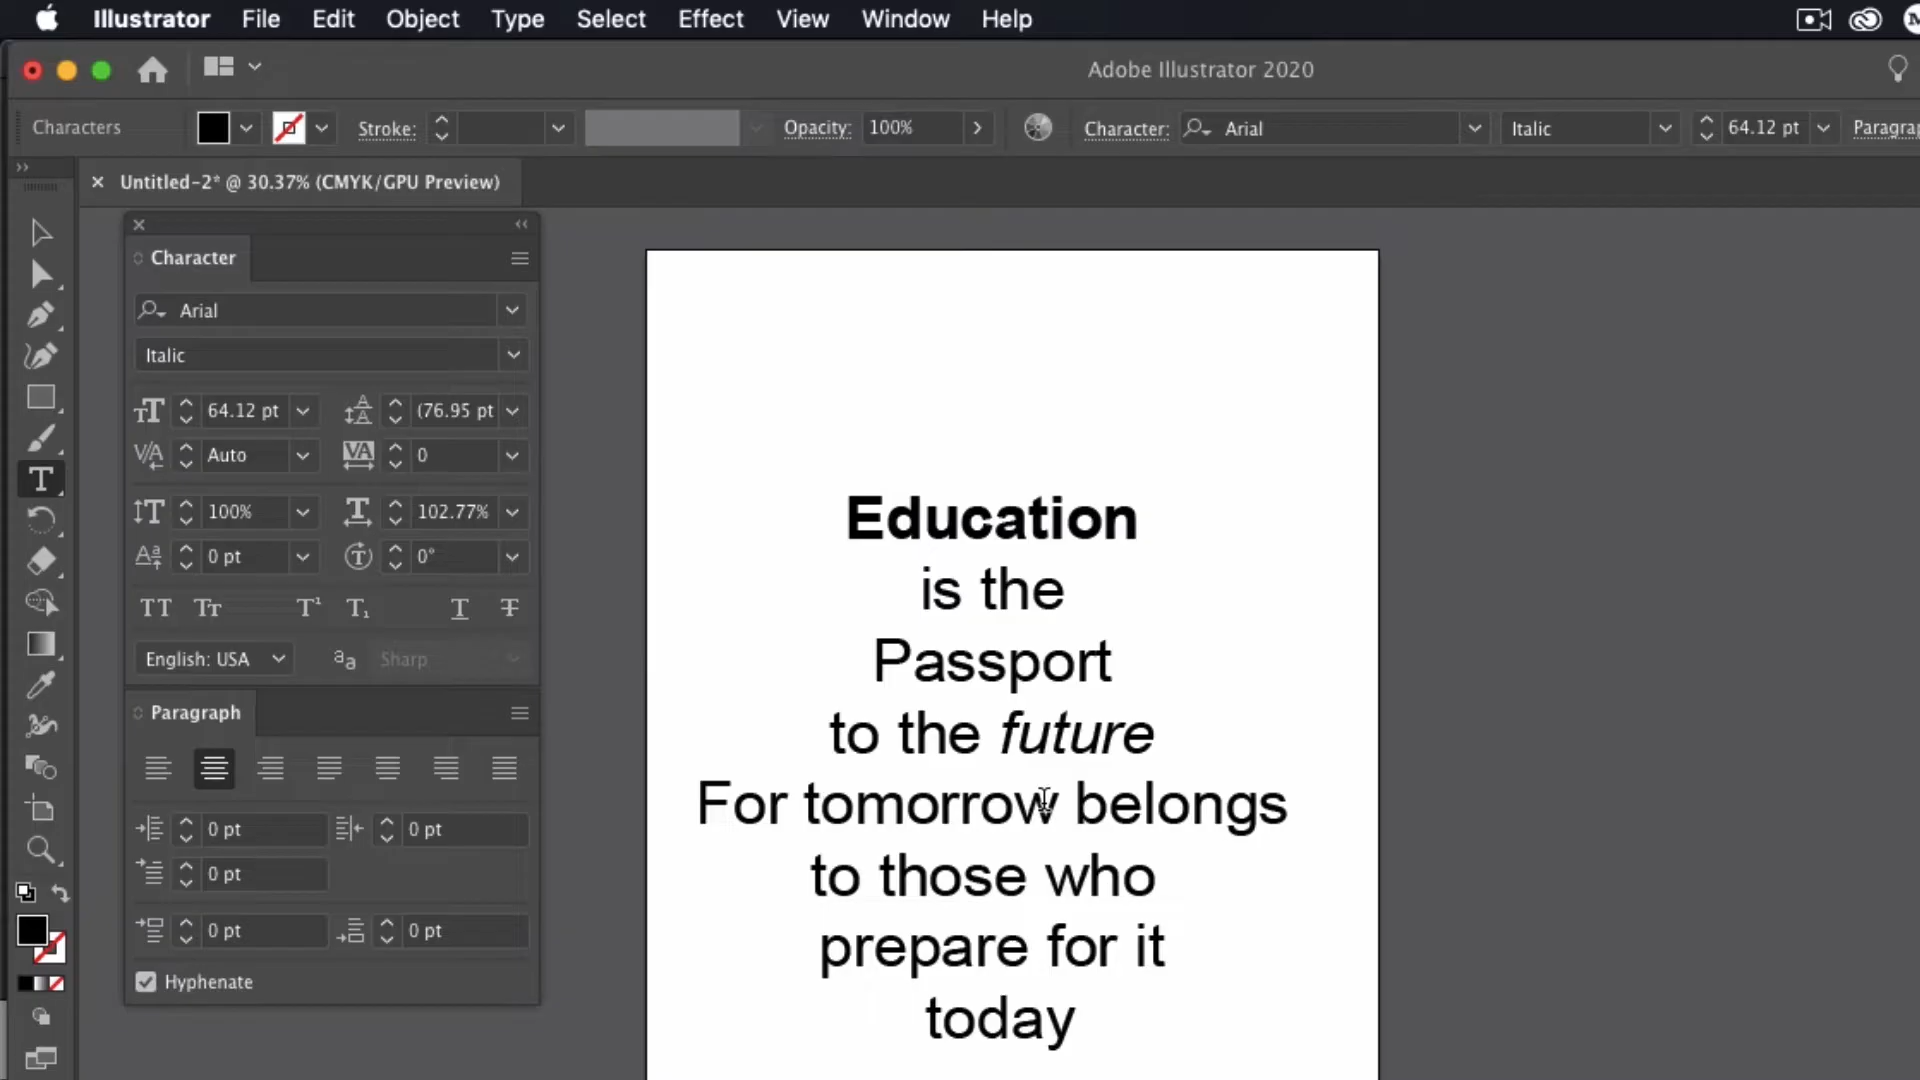 Illustrator File Edit Object Type Select Effect View Window Help
Adobe Illustrator 2020
Characters Stroke: Opacity: 100% Character: Arial Italic 64.12 pt
Untitled-2* @ 30.37% (CMYK/GPU Preview)
Character
Arial
Italic
64.12 pt (76.95 pt
Auto 0
100% 102.77%
0 pt 0°
English: USA Sharp
Paragraph
0 pt 0 pt
0 pt
0 pt 0 pt
Hyphenate
Education
is the
Passport
to the future
For tomorrow belongs
to those who
prepare for it
today